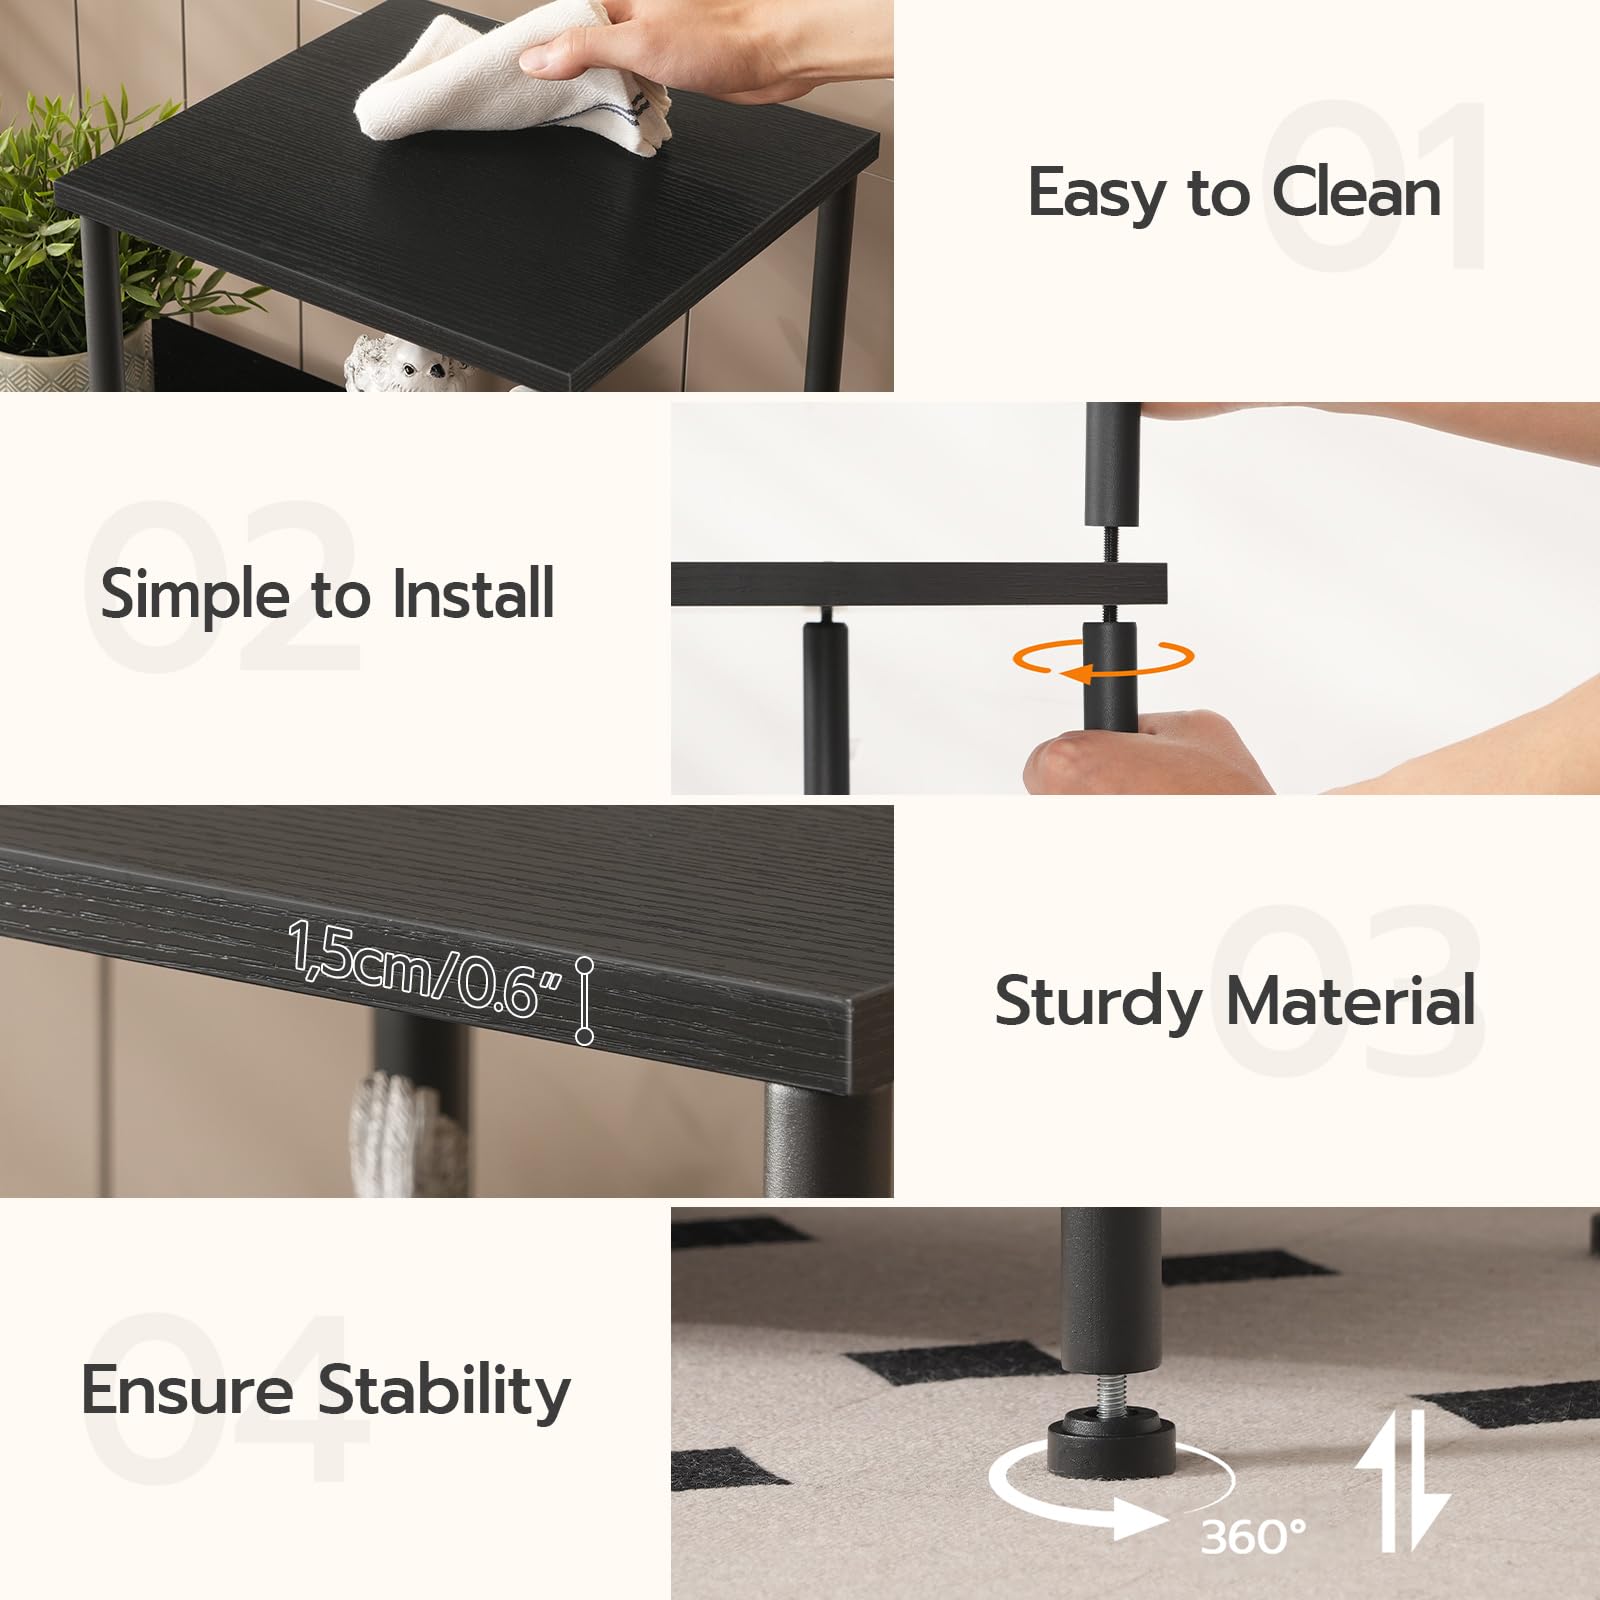 01
Easy to Clean
02
Simple to Install
1,5cm/0.6"
03
Sturdy Material
04
Ensure Stability
360°